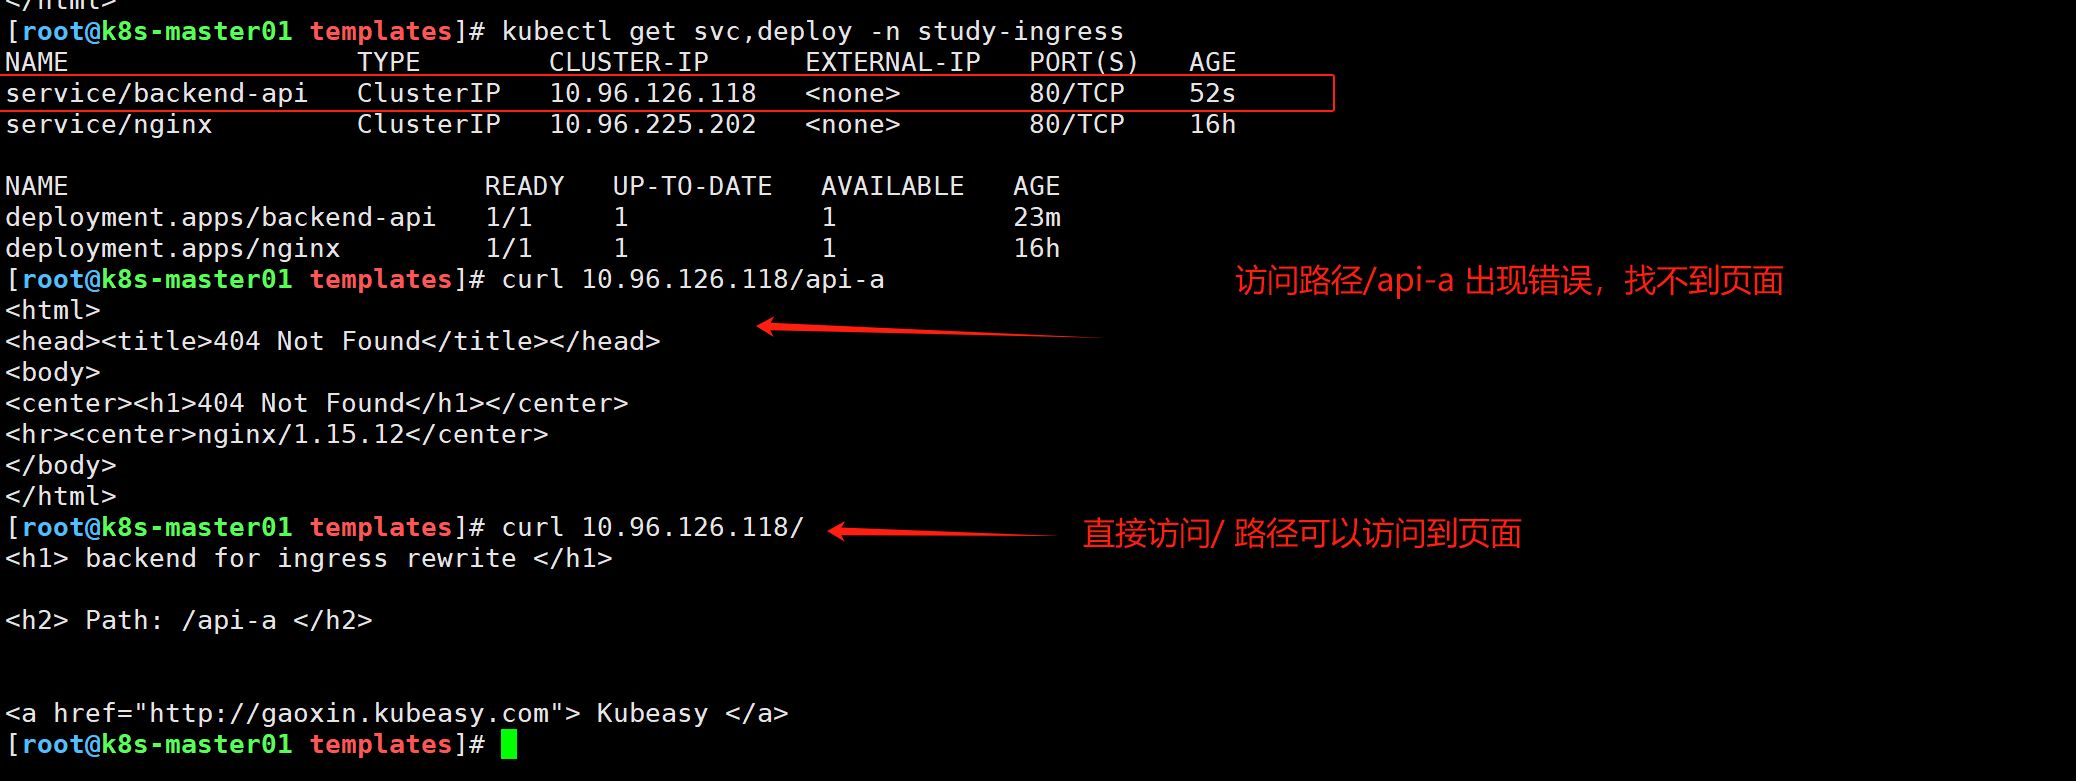 </html>
[root@k8s-master01 templates]# kubectl get svc,deploy -n study-ingress
NAME TYPE CLUSTER-IP EXTERNAL-IP PORT(S) AGE
service/backend-api ClusterIP 10.96.126.118 <none> 80/TCP 52s
service/nginx ClusterIP 10.96.225.202 <none> 80/TCP 16h
NAME READY UP-TO-DATE AVAILABLE AGE
deployment.apps/backend-api 1/1 1 1 23m
deployment.apps/nginx 1/1 1 1 16h
[root@k8s-master01 templates]# curl 10.96.126.118/api-a
访问路径/api-a 出现错误，找不到页面
<html>
<head><title>404 Not Found</title></head>
<body>
<center><h1>404 Not Found</h1></center>
<hr><center>nginx/1.15.12</center>
</body>
</html>
[root@k8s-master01 templates]# curl 10.96.126.118/
直接访问/ 路径可以访问到页面
<h1> backend for ingress rewrite </h1>
<h2> Path: /api-a </h2>
<a href="http://gaoxin.kubeasy.com"> Kubeasy </a>
[root@k8s-master01 templates]#